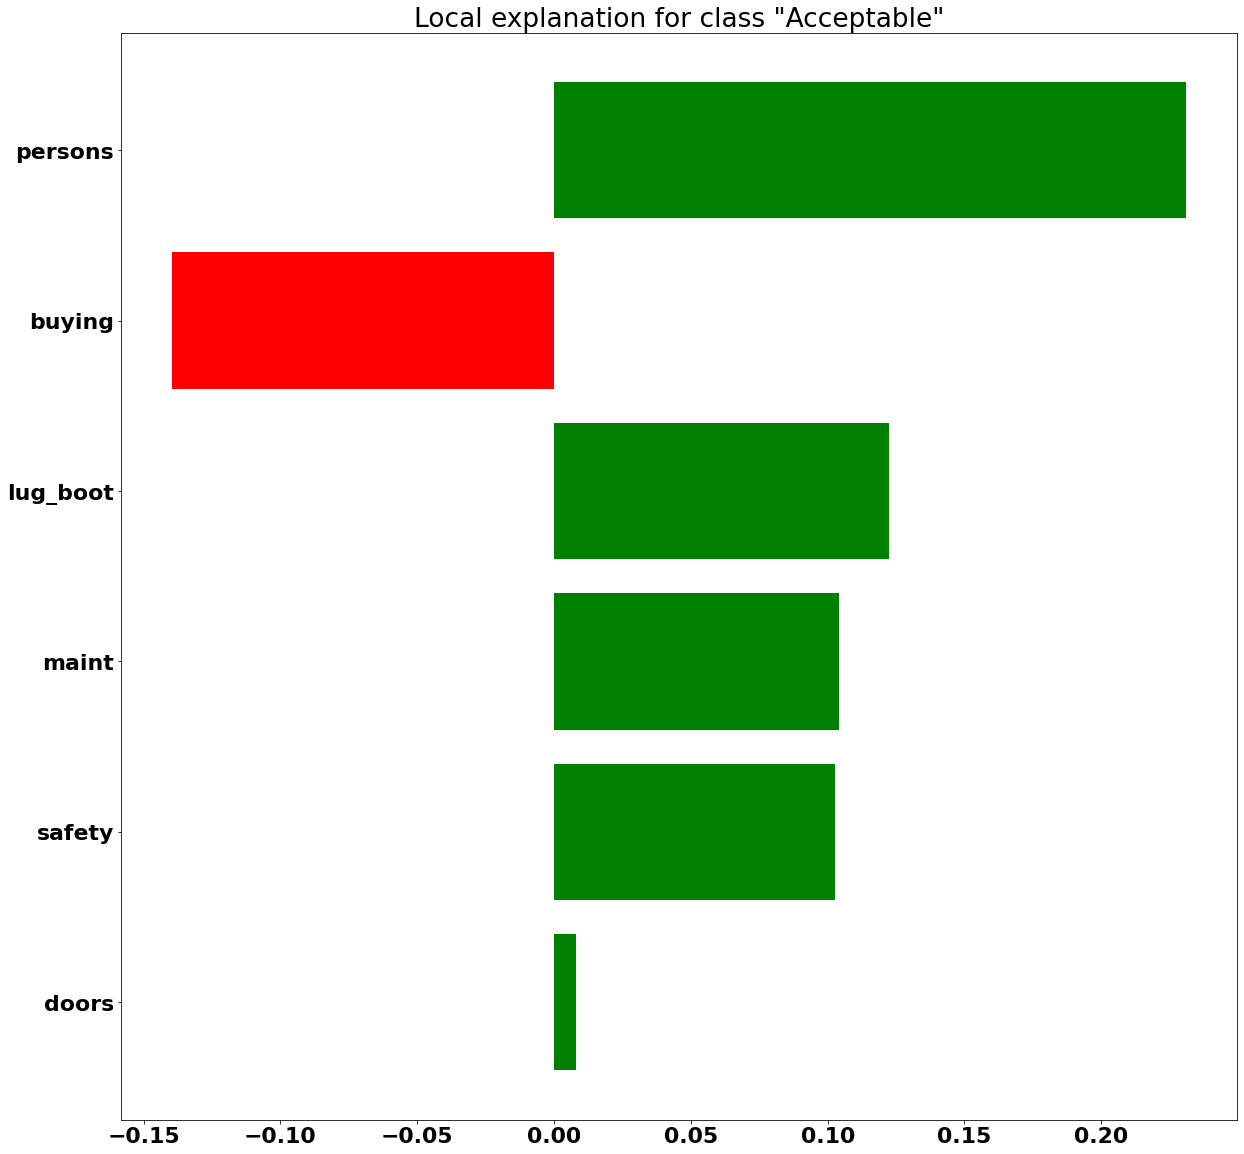 Local explanation for class "Acceptable"
persons
buying
lug_boot
maint
safety
doors
−0.15 −0.10 −0.05 0.00 0.05 0.10 0.15 0.20